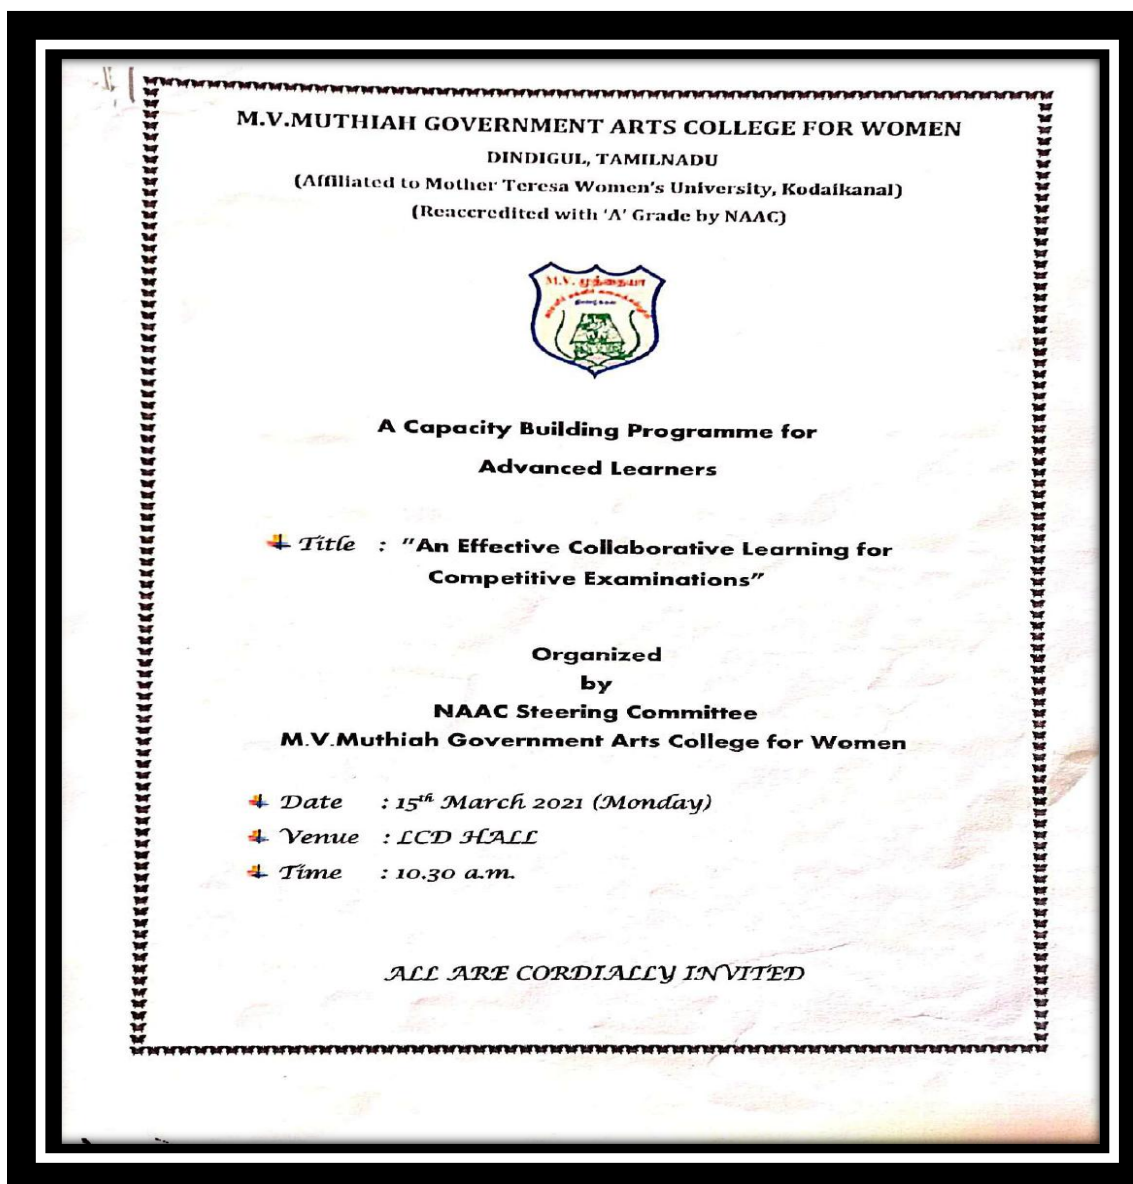 M.V.MUTHIAH GOVERNMENT ARTS COLLEGE FOR WOMEN
DINDIGUL, TAMILNADU
(Affiliated to Mother Teresa Women's University, Kodaikanal)
(Reaccredited with 'A' Grade by NAAC)
M.V. முத்தையா
A Capacity Building Programme for
Advanced Learners
Title : "An Effective Collaborative Learning for
Competitive Examinations"
Organized
by
NAAC Steering Committee
M.V.Muthiah Government Arts College for Women
Date : 15th March 2021 (Monday)
Venue : LCD HALL
Time : 10.30 a.m.
ALL ARE CORDIALLY INVITED